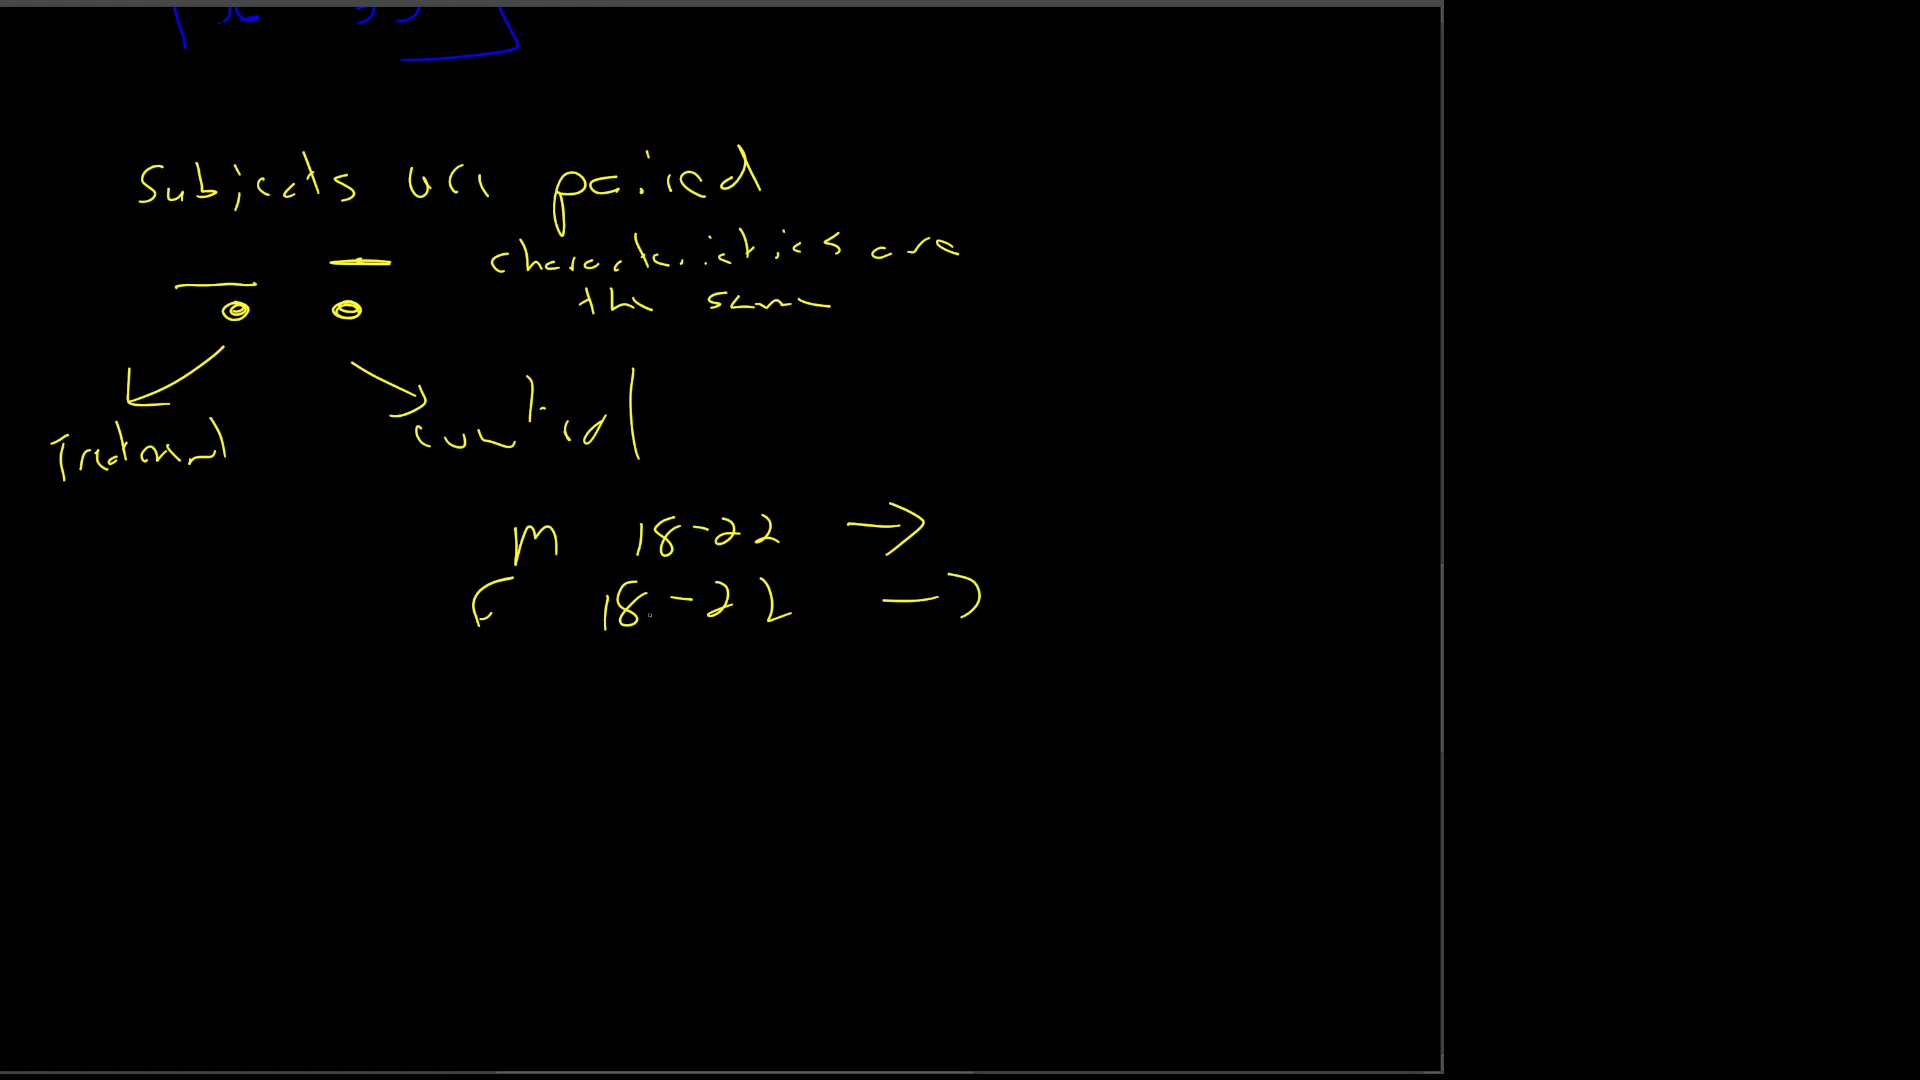 Subjects are paired
characteristics are
the same
Treatment control
M 18-22 →
F 18-22 →